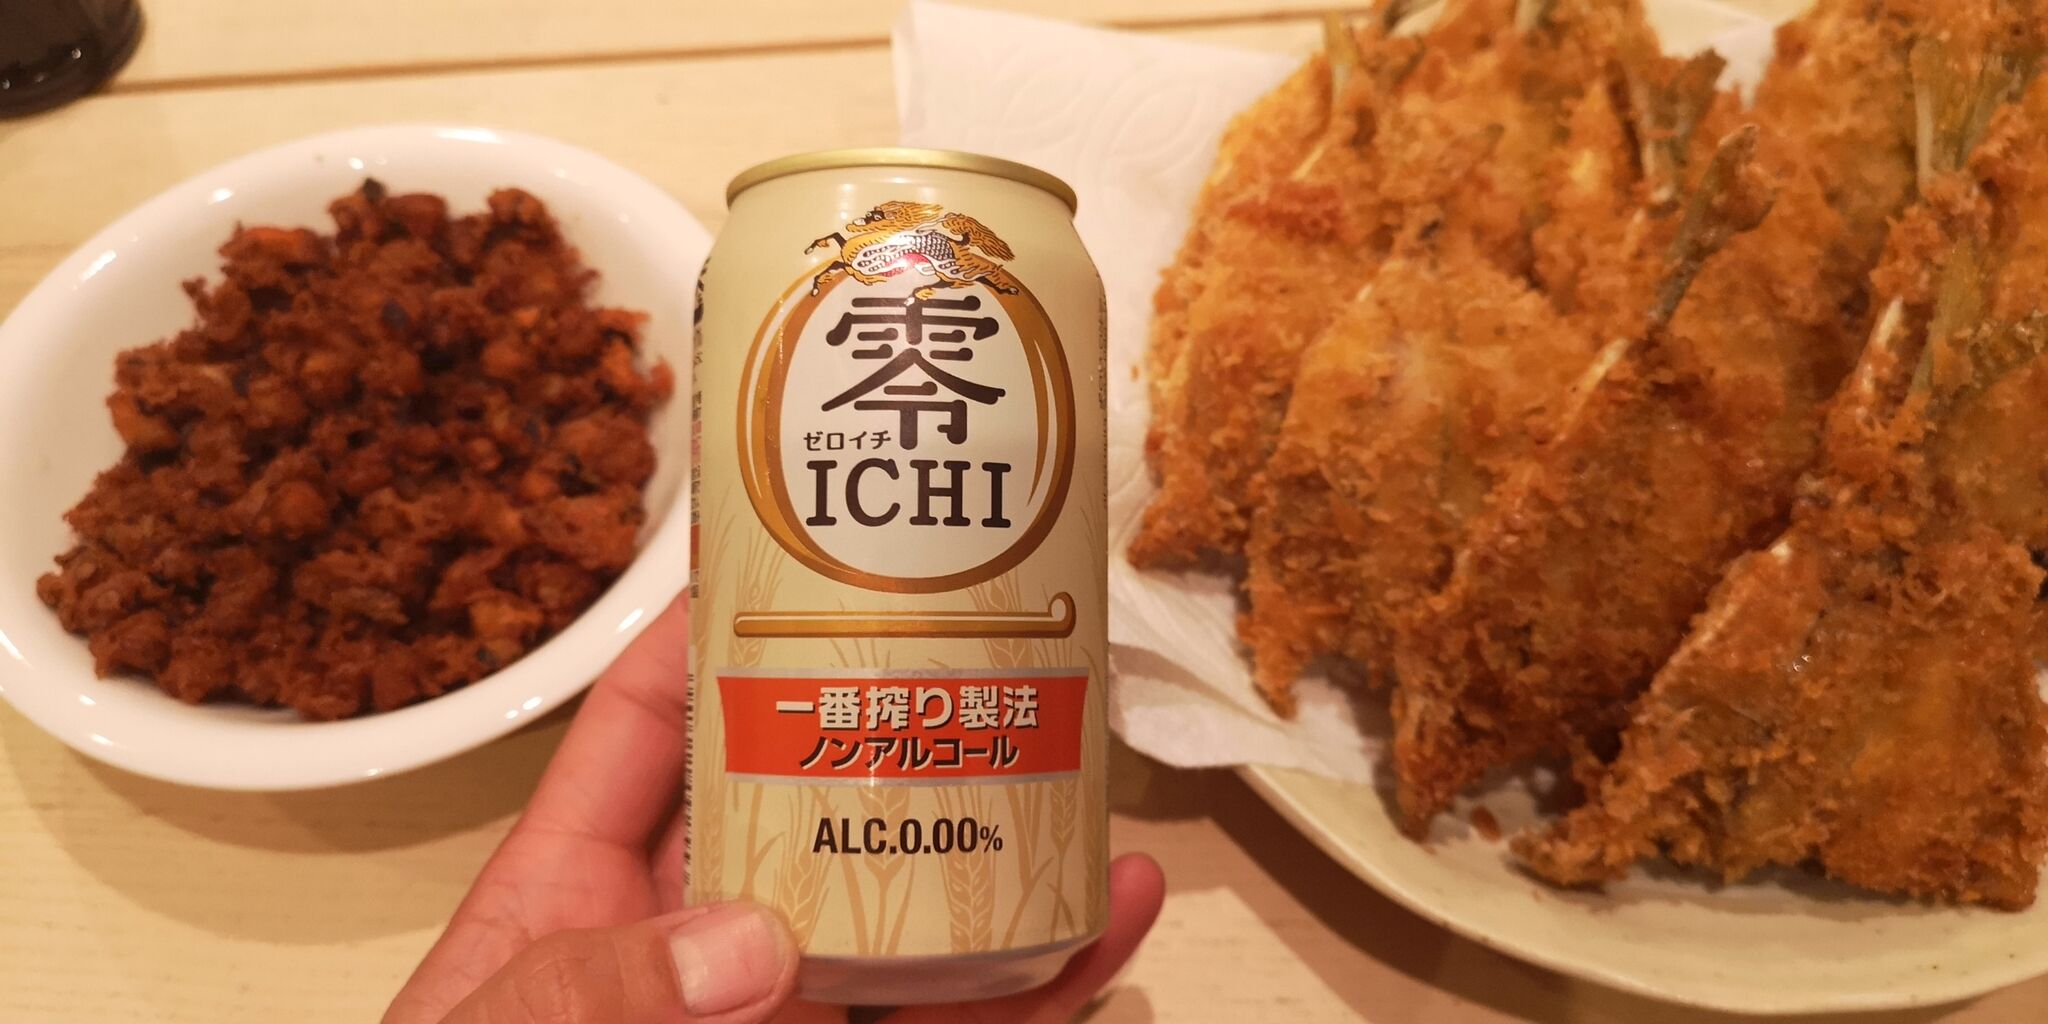 零
ゼロイチ
ICHI
一番搾り製法
ノンアルコール
ALC.0.00%